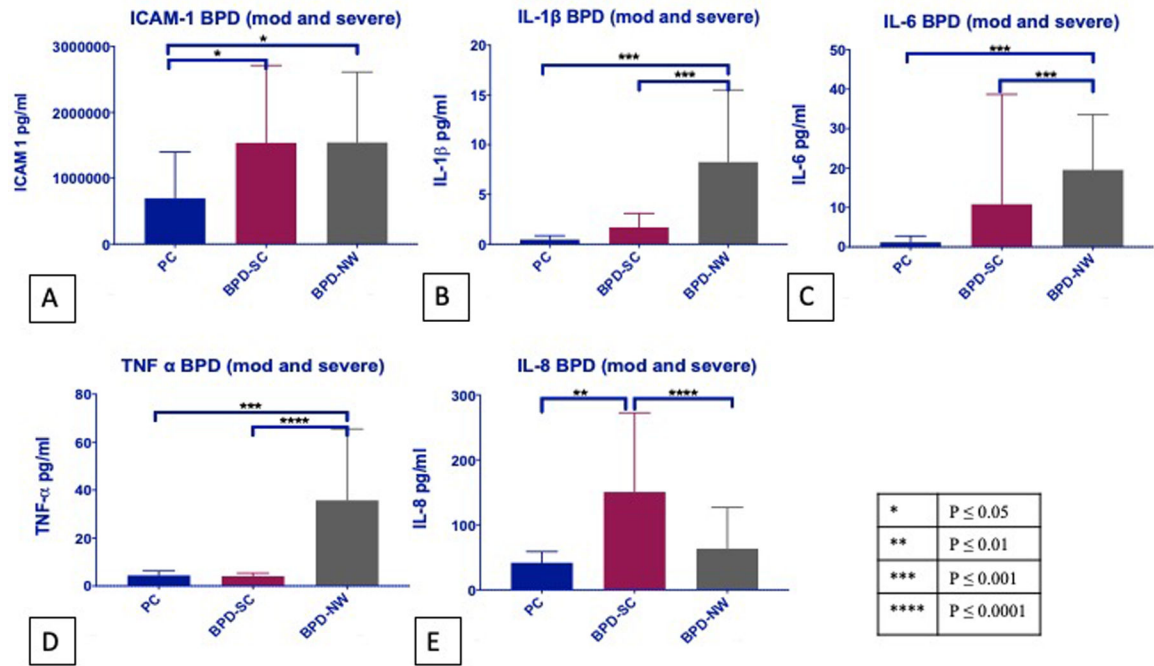 ICAM-1 BPD (mod and severe)
ICAM 1 pg/ml
3000000
2000000
1000000
0
*
*
PC
BPD-SC
BPD-NW
A
IL-1β BPD (mod and severe)
IL-1β pg/ml
20
15
10
5
0
***
***
PC
BPD-SC
BPD-NW
B
IL-6 BPD (mod and severe)
IL-6 pg/ml
50
40
30
20
10
0
***
***
PC
BPD-SC
BPD-NW
C
TNF α BPD (mod and severe)
TNF-α pg/ml
80
60
40
20
0
***
****
PC
BPD-SC
BPD-NW
D
IL-8 BPD (mod and severe)
IL-8 pg/ml
300
200
100
0
**
****
PC
BPD-SC
BPD-NW
E
* P ≤ 0.05
** P ≤ 0.01
*** P ≤ 0.001
**** P ≤ 0.0001